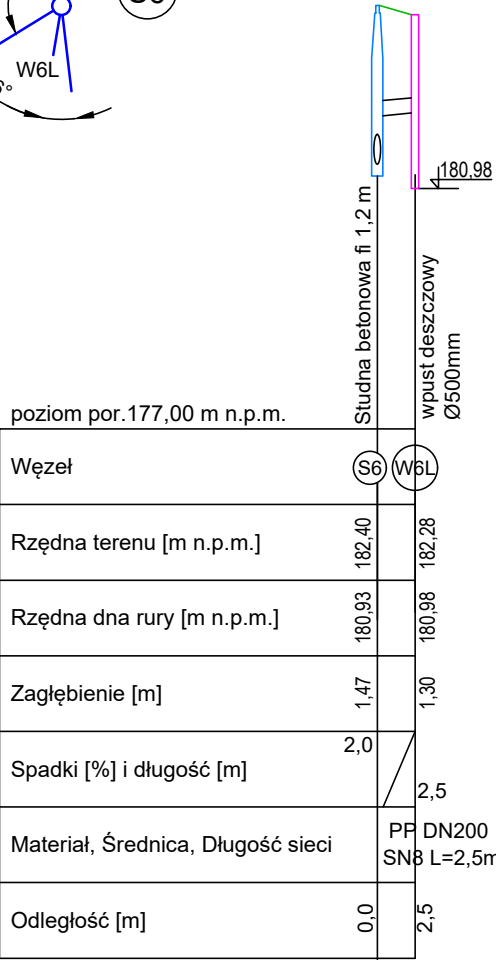 W6L
180,98
Studna betonowa fi 1,2 m
wpust deszczowy
Ø500mm
poziom por.177,00 m n.p.m.
Węzeł S6 W6L
Rzędna terenu [m n.p.m.] 182,40 182,28
Rzędna dna rury [m n.p.m.] 180,93 180,98
Zagłębienie [m] 1,47 1,30
Spadki [%] i długość [m] 2,0 2,5
Materiał, Średnica, Długość sieci PP DN200
SN8 L=2,5m
Odległość [m] 0,0 2,5